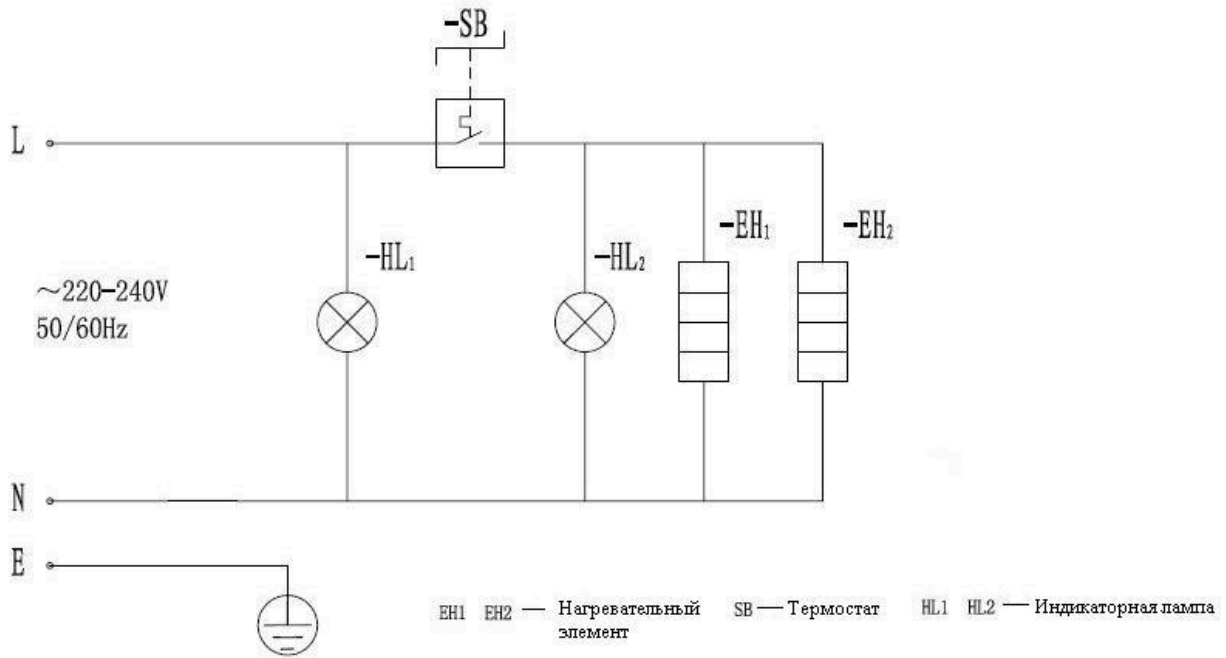 -SB
L
-EH₁
-EH₂
-HL₁
-HL₂
~220-240V
50/60Hz
N
E
EH1 EH2 — Нагревательный элемент
SB — Термостат
HL1 HL2 — Индикаторная лампа